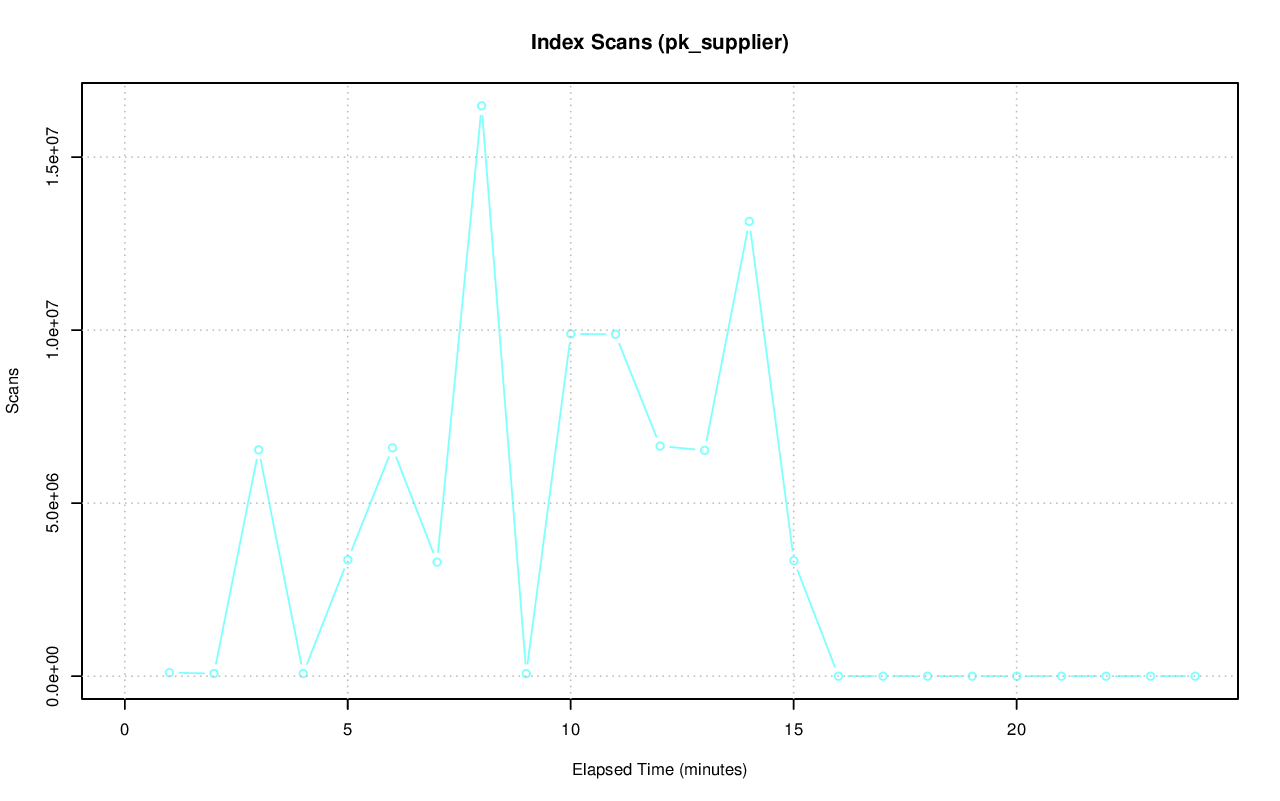 Index Scans (pk_supplier)
1.5e+07
1.0e+07
5.0e+06
0.0e+00
Scans
0 5 10 15 20
Elapsed Time (minutes)